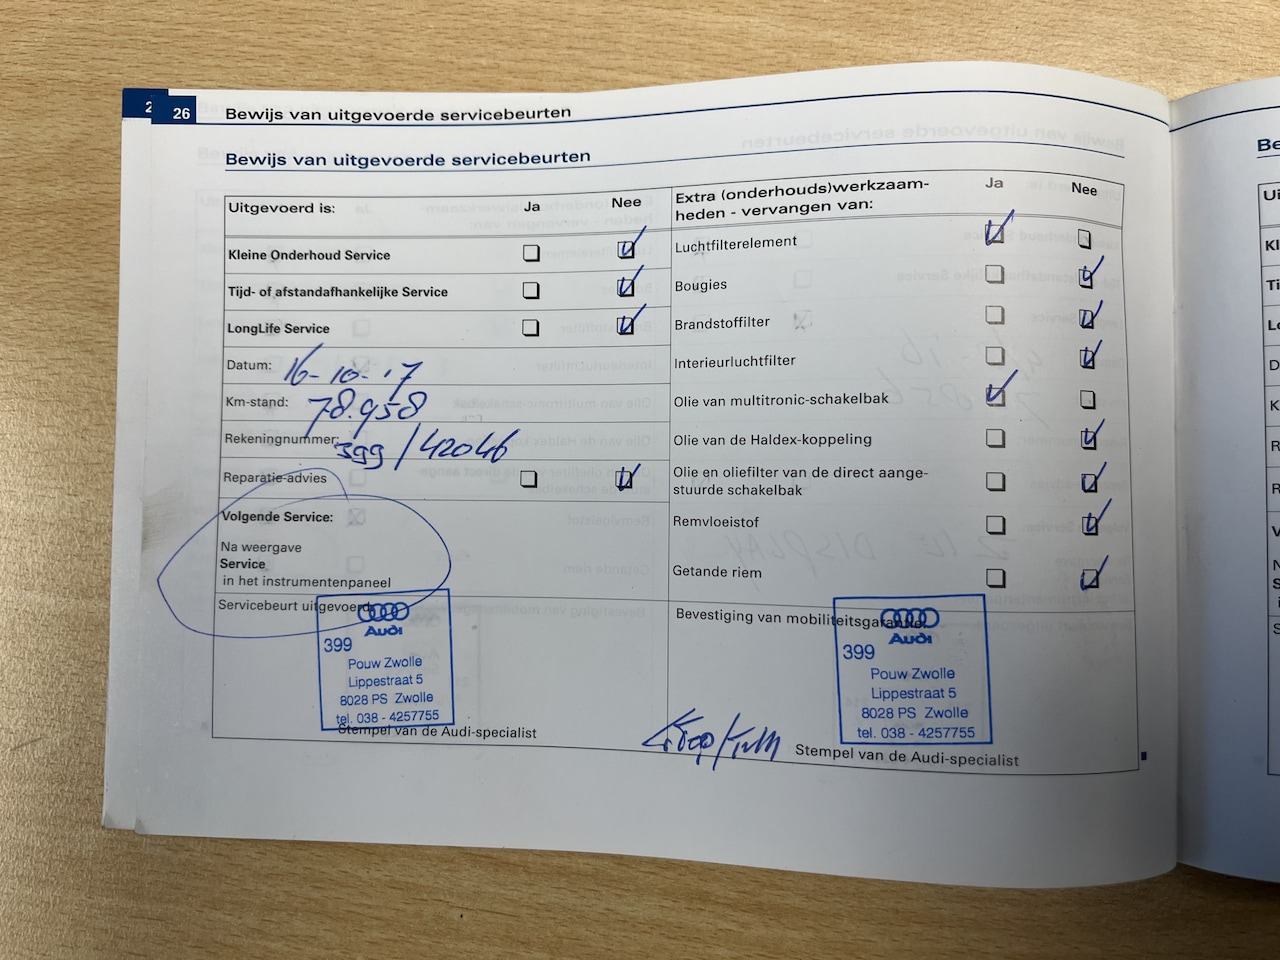 2
26
Bewijs van uitgevoerde servicebeurten
Bewijs van uitgevoerde servicebeurten
Uitgevoerd is: Ja Nee
Kleine Onderhoud Service
Tijd- of afstandafhankelijke Service
LongLife Service
Datum: 16-10-'17
Km-stand: 78.958
Rekeningnummer: 399/42046
Reparatie-advies
Volgende Service:
Na weergave
Service
in het instrumentenpaneel
Servicebeurt uitgevoerd
Audi
399
Pouw Zwolle
Lippestraat 5
8028 PS Zwolle
tel. 038 - 4257755
Stempel van de Audi-specialist
Extra (onderhouds)werkzaam-
heden - vervangen van:
Ja Nee
Luchtfilterelement
Bougies
Brandstoffilter
Interieurluchtfilter
Olie van multitronic-schakelbak
Olie van de Haldex-koppeling
Olie en oliefilter van de direct aange-
stuurde schakelbak
Remvloeistof
Getande riem
Bevestiging van mobiliteitsgarantie
Audi
399
Pouw Zwolle
Lippestraat 5
8028 PS Zwolle
tel. 038 - 4257755
Stempel van de Audi-specialist
Be